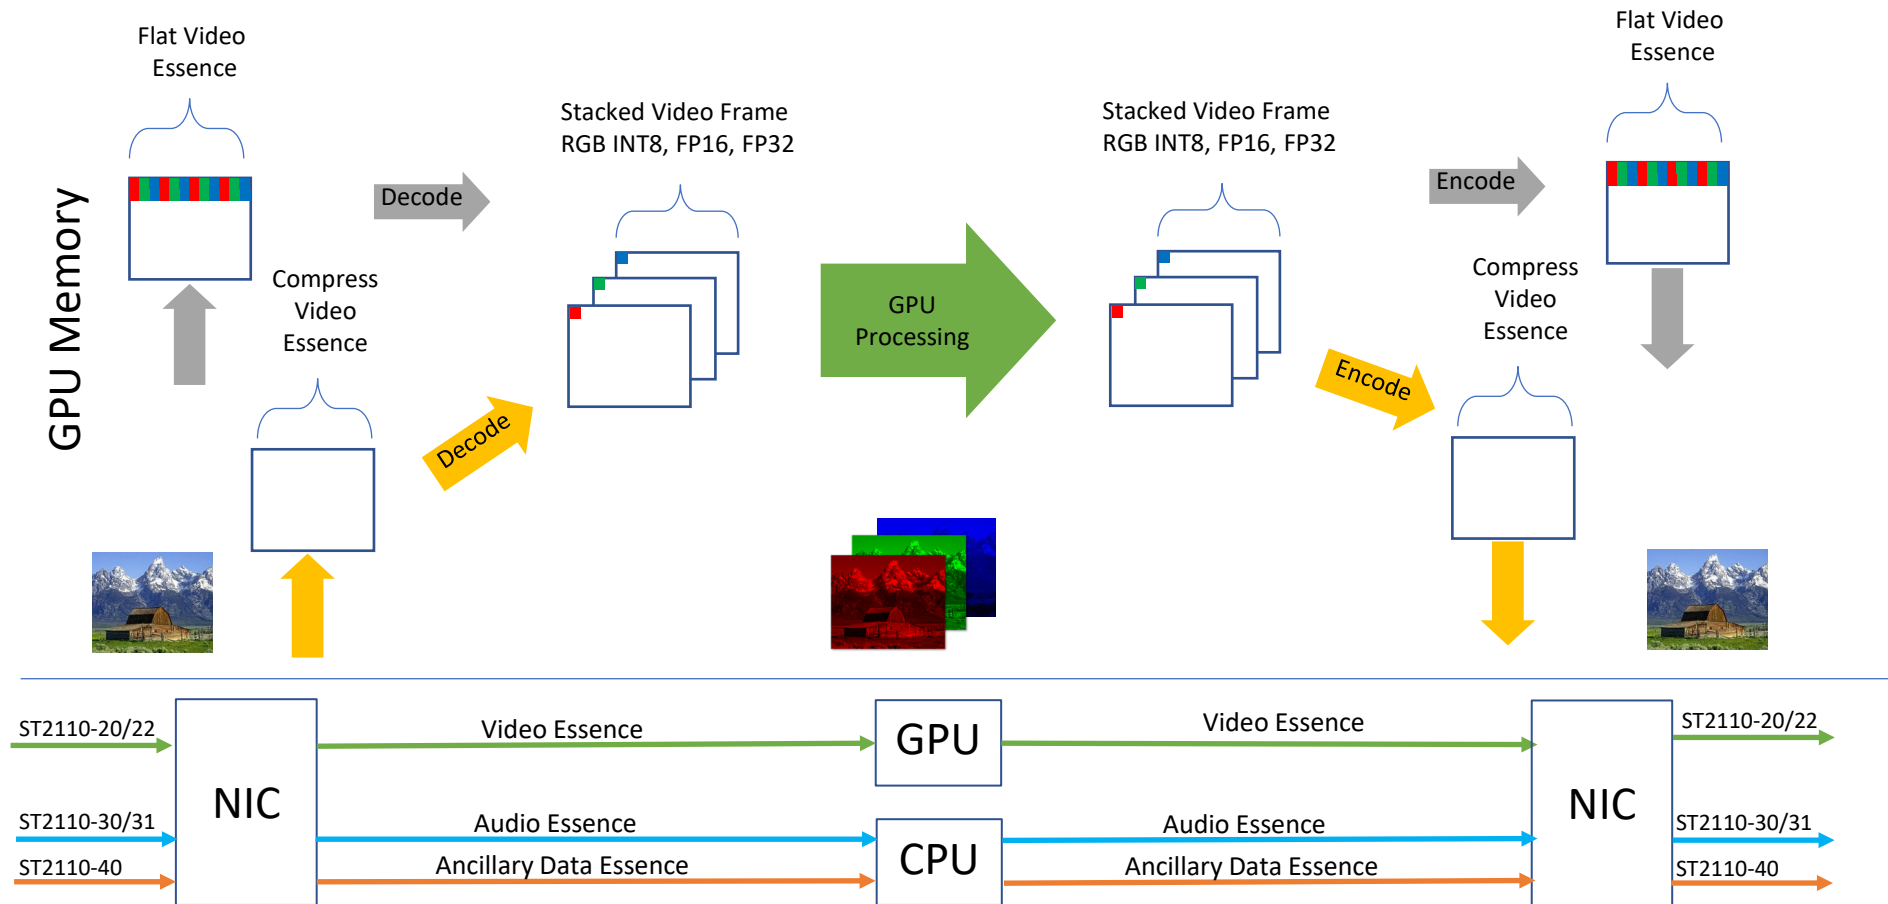 Flat Video
Essence
Flat Video
Essence
Stacked Video Frame
RGB INT8, FP16, FP32
Stacked Video Frame
RGB INT8, FP16, FP32
GPU Memory
Decode
Encode
Compress
Video
Essence
Compress
Video
Essence
GPU
Processing
Decode
Encode
ST2110-20/22
Video Essence
GPU
Video Essence
ST2110-20/22
NIC
NIC
ST2110-30/31
Audio Essence
CPU
Audio Essence
ST2110-30/31
ST2110-40
Ancillary Data Essence
Ancillary Data Essence
ST2110-40